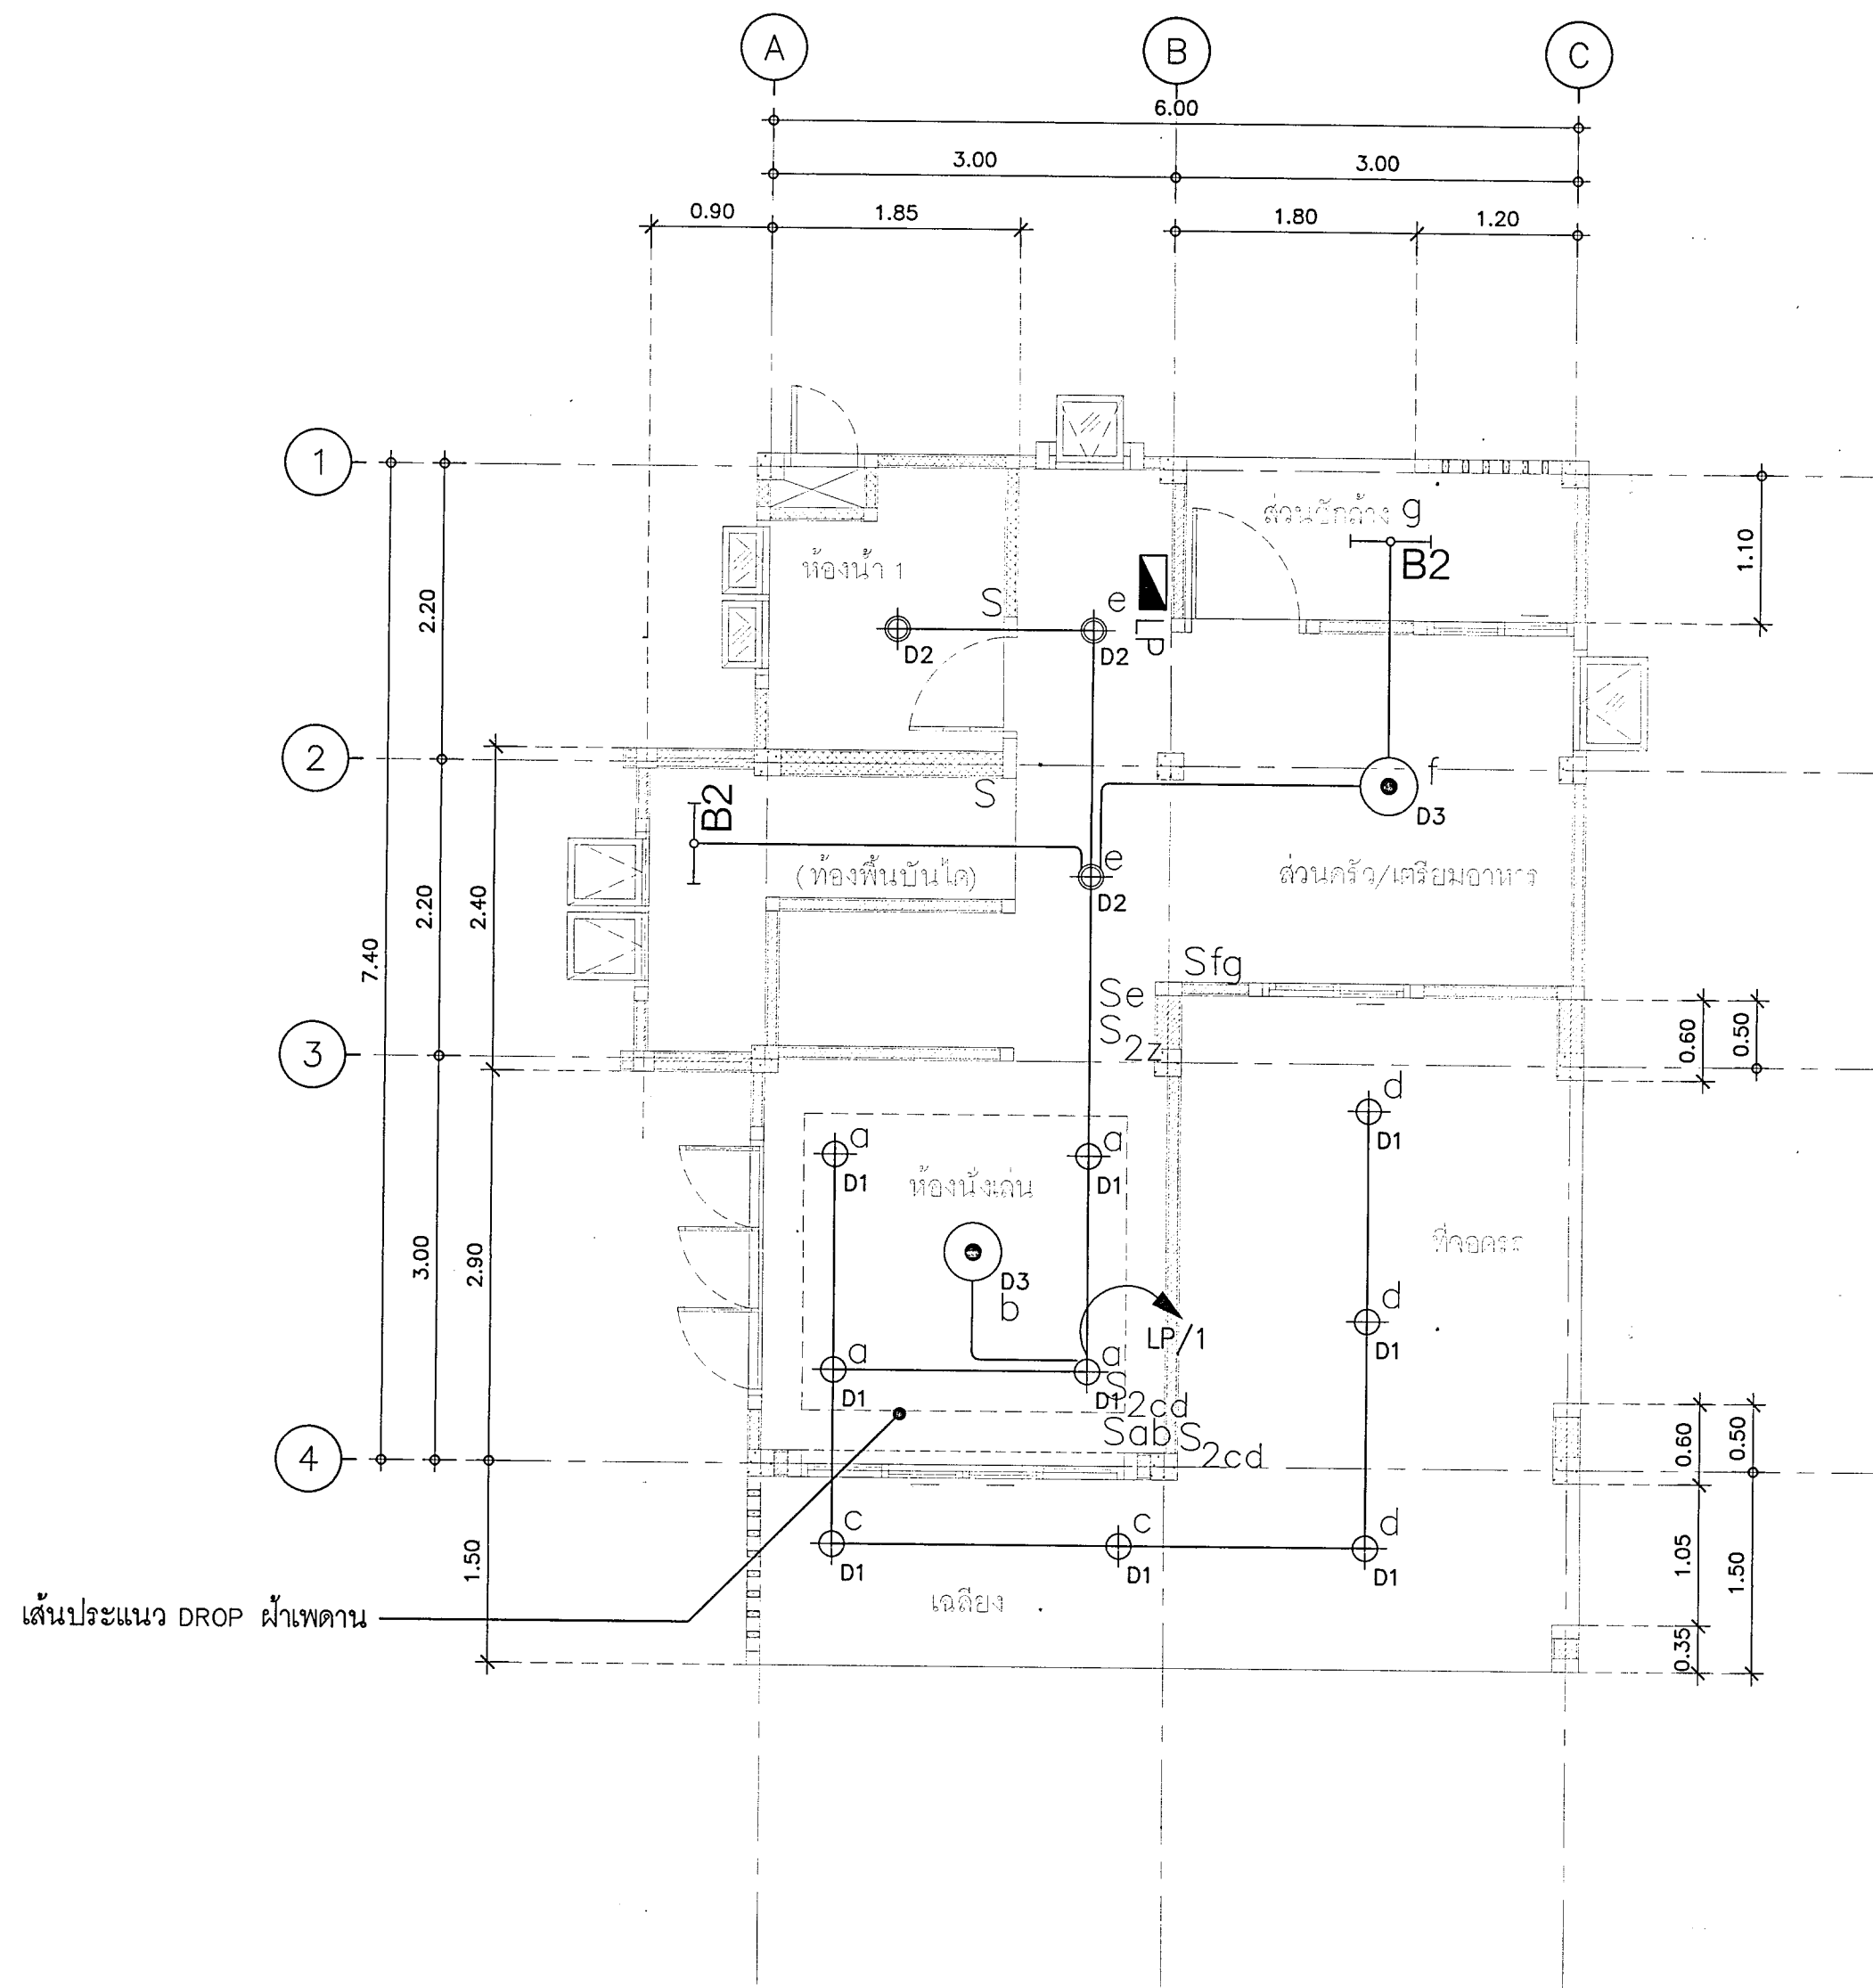 A
B
C
6.00
3.00
3.00
0.90
1.85
1.80
1.20
1
ส่วนซักล้าง g
B2
ห้องน้ำ 1
1.10
2.20
S
e
D2
D2
LP
2
f
D3
S
B2
e
(ท้องพื้นบันได)
ส่วนครัว/เตรียมอาหาร
D2
7.40
2.20
2.40
Sfg
Se
S2z
0.60
0.50
3
d
D1
a
a
D1
D1
ห้องนั่งเล่น
ที่จอดรถ
D3
b
LP/1
d
D1
3.00
2.90
a
a
D1
D1
S2cd
Sab
S2cd
0.60
0.50
4
c
c
d
D1
D1
D1
1.50
1.05
1.50
เฉลียง
เส้นประแนว DROP ฝ้าเพดาน
0.35